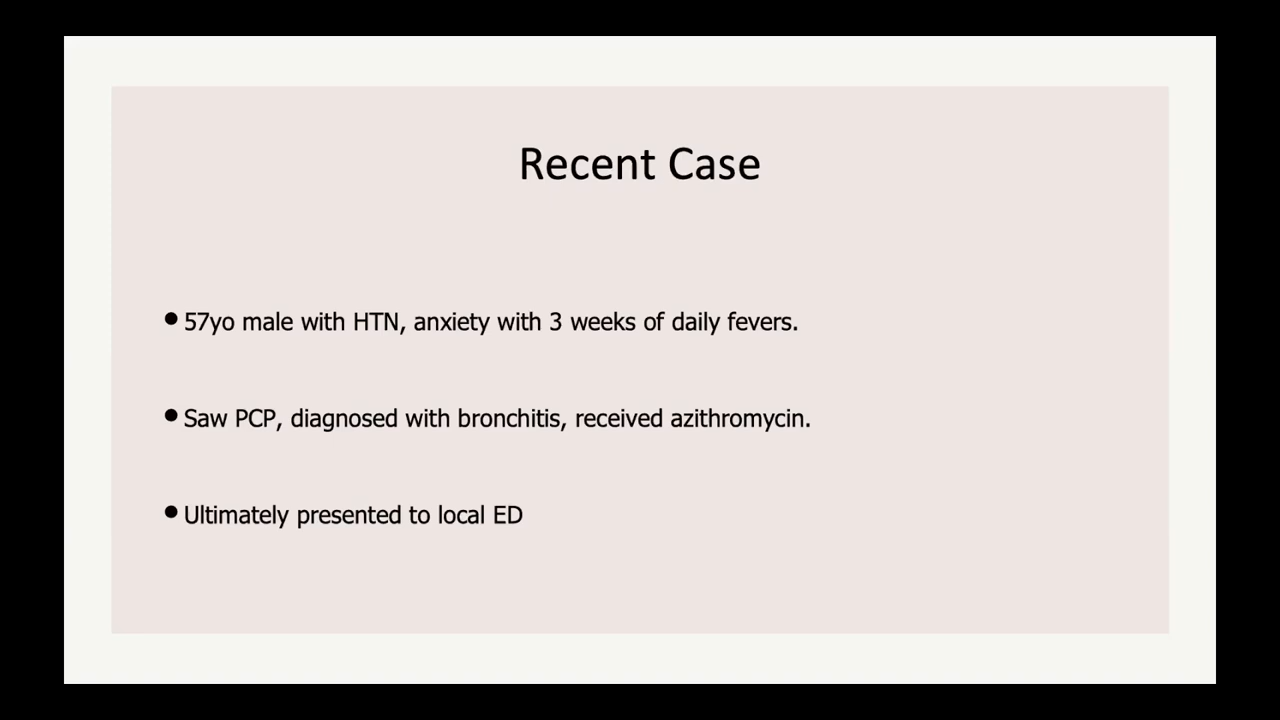 Recent Case
• 57yo male with HTN, anxiety with 3 weeks of daily fevers.
• Saw PCP, diagnosed with bronchitis, received azithromycin.
• Ultimately presented to local ED